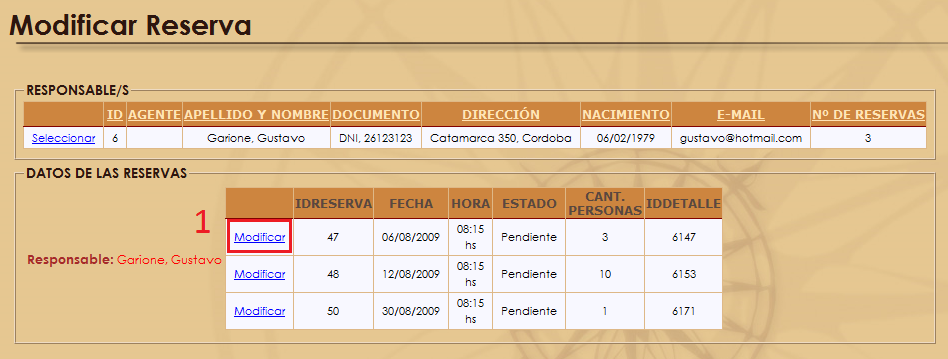 Modificar Reserva
RESPONSABLE/S
ID AGENTE APELLIDO Y NOMBRE DOCUMENTO DIRECCIÓN NACIMIENTO E-MAIL Nº DE RESERVAS
Seleccionar 6 Garione, Gustavo DNI, 26123123 Catamarca 350, Cordoba 06/02/1979 gustavo@hotmail.com 3
DATOS DE LAS RESERVAS
IDRESERVA FECHA HORA ESTADO CANT. PERSONAS IDDETALLE
1
Modificar 47 06/08/2009 08:15 hs Pendiente 3 6147
Responsable: Garione, Gustavo
Modificar 48 12/08/2009 08:15 hs Pendiente 10 6153
Modificar 50 30/08/2009 08:15 hs Pendiente 1 6171